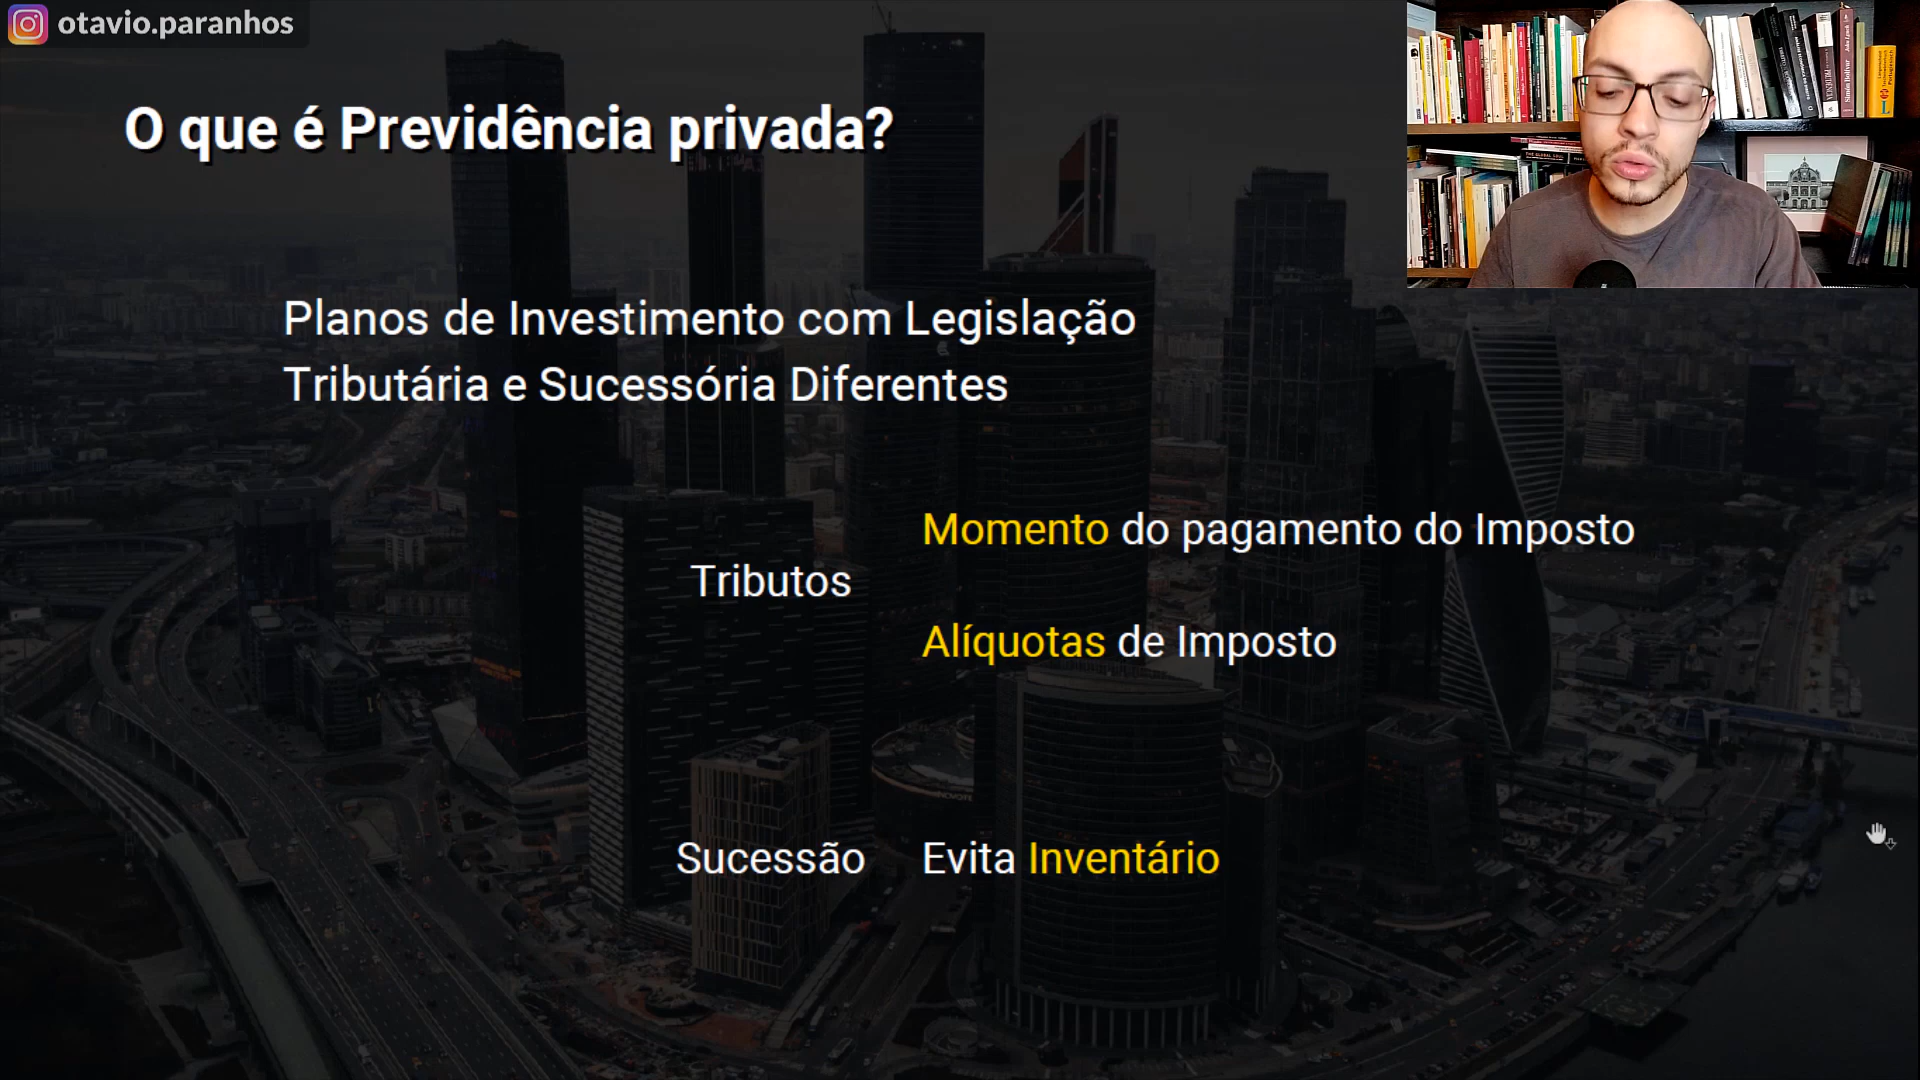 otavio.paranhos
O que é Previdência privada?
Planos de Investimento com Legislação
Tributária e Sucessória Diferentes
Momento do pagamento do Imposto
Tributos
Alíquotas de Imposto
Sucessão
Evita Inventário